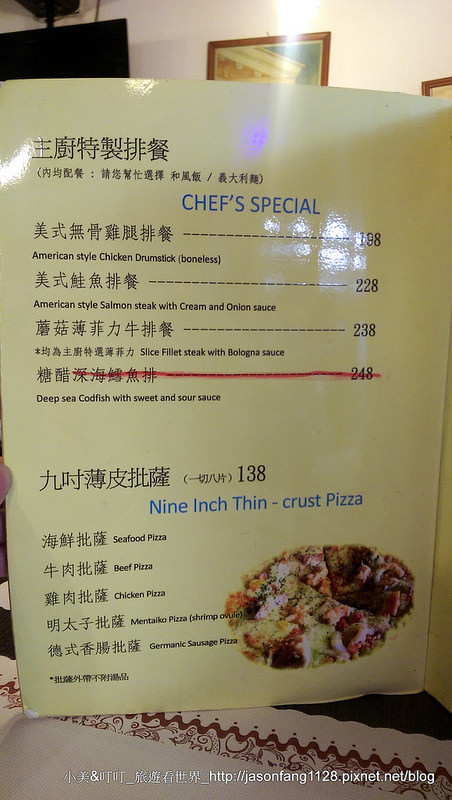 主廚特製排餐
(內均配餐 : 請您幫忙選擇 和風飯 / 義大利麵)
CHEF'S SPECIAL
美式無骨雞腿排餐 ---------------------- 198
American style Chicken Drumstick (boneless)
美式鮭魚排餐 -------------------------- 228
American style Salmon steak with Cream and Onion sauce
蘑菇薄菲力牛排餐 ---------------------- 238
*均為主廚特選薄菲力 Slice Fillet steak with Bologna sauce
糖醋深海鱈魚排 ------------------------ 248
Deep sea Codfish with sweet and sour sauce
九吋薄皮批薩 (一切八片) 138
Nine Inch Thin - crust Pizza
海鮮批薩 Seafood Pizza
牛肉批薩 Beef Pizza
雞肉批薩 Chicken Pizza
明太子批薩 Mentaiko Pizza (shrimp ovule)
德式香腸批薩 Germanic Sausage Pizza
*批薩外帶不附湯品
小美&叮叮_旅遊看世界_http://jasonfang1128.pixnet.net/blog